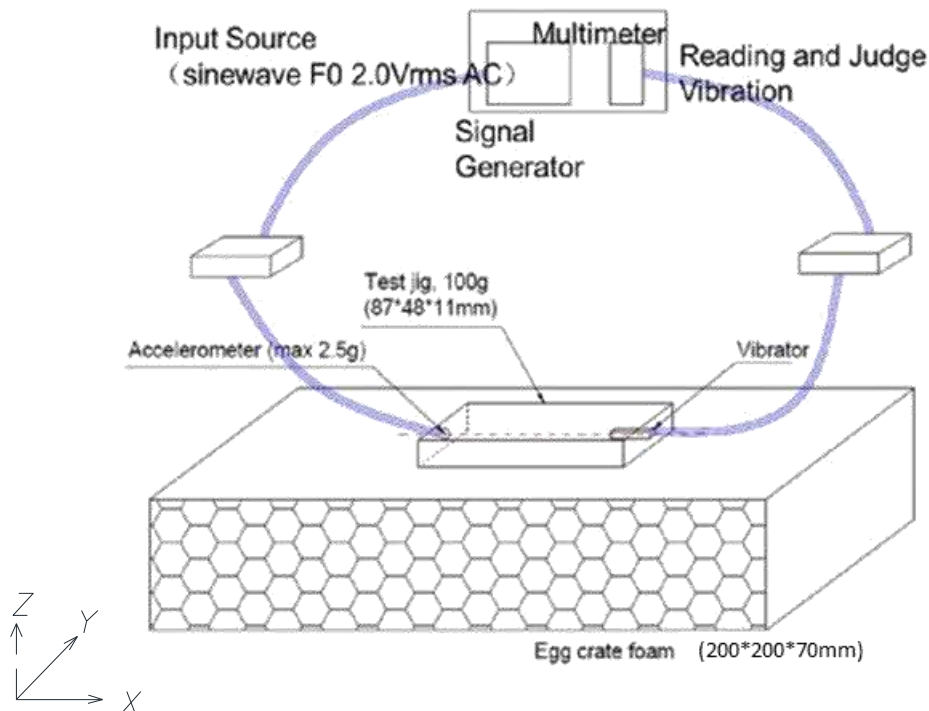 Input Source
（sinewave F0 2.0Vrms AC）
Multimeter
Reading and Judge
Vibration
Signal
Generator
Test jig, 100g
(87*48*11mm)
Accelerometer (max 2.5g)
Vibrator
Z
Y
X
Egg crate foam (200*200*70mm)